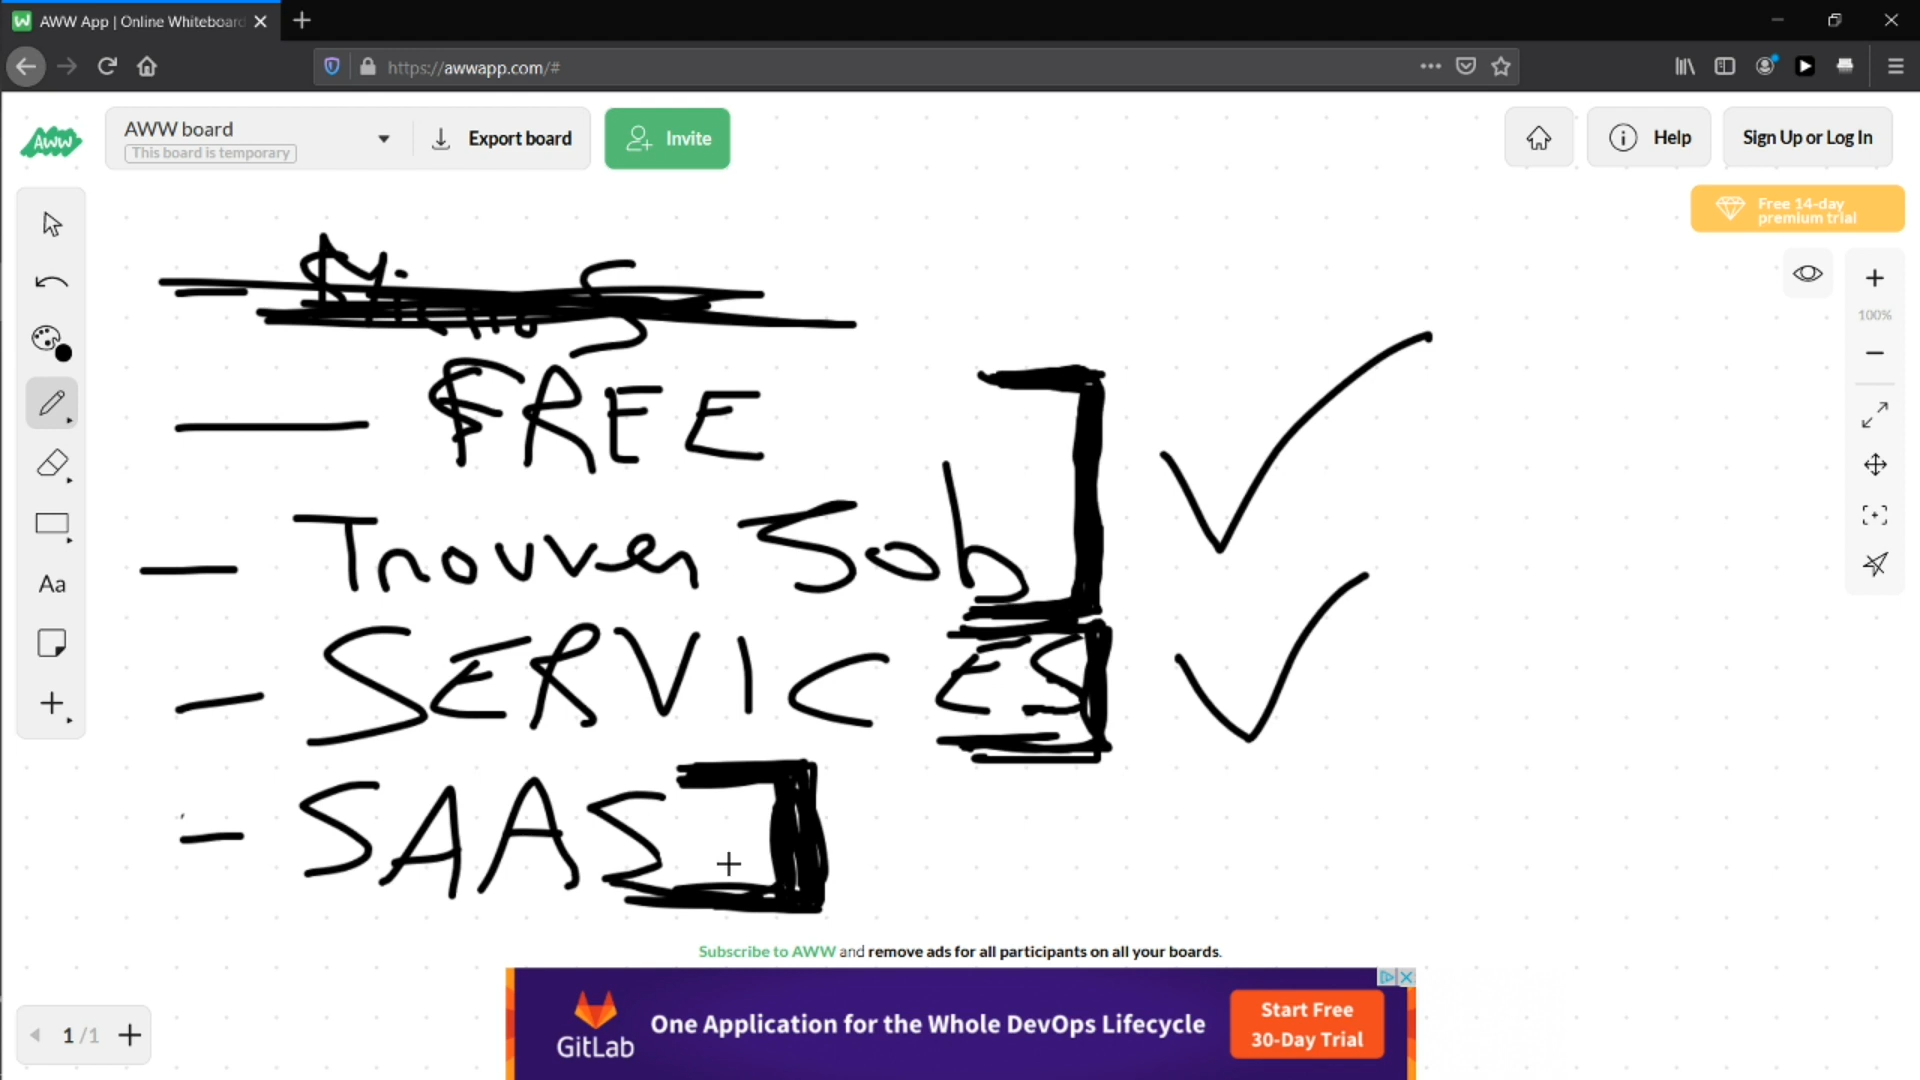 AWW App | Online Whiteboard
https://awwapp.com/#
AWW
AWW board
This board is temporary
Export board
Invite
Help
Sign Up or Log In
Free 14-day
premium trial
100%
Aa
— FREE
— Trouver Job
— SERVICES
— SAAS
Subscribe to AWW and remove ads for all participants on all your boards.
GitLab
One Application for the Whole DevOps Lifecycle
Start Free
30-Day Trial
1 /1